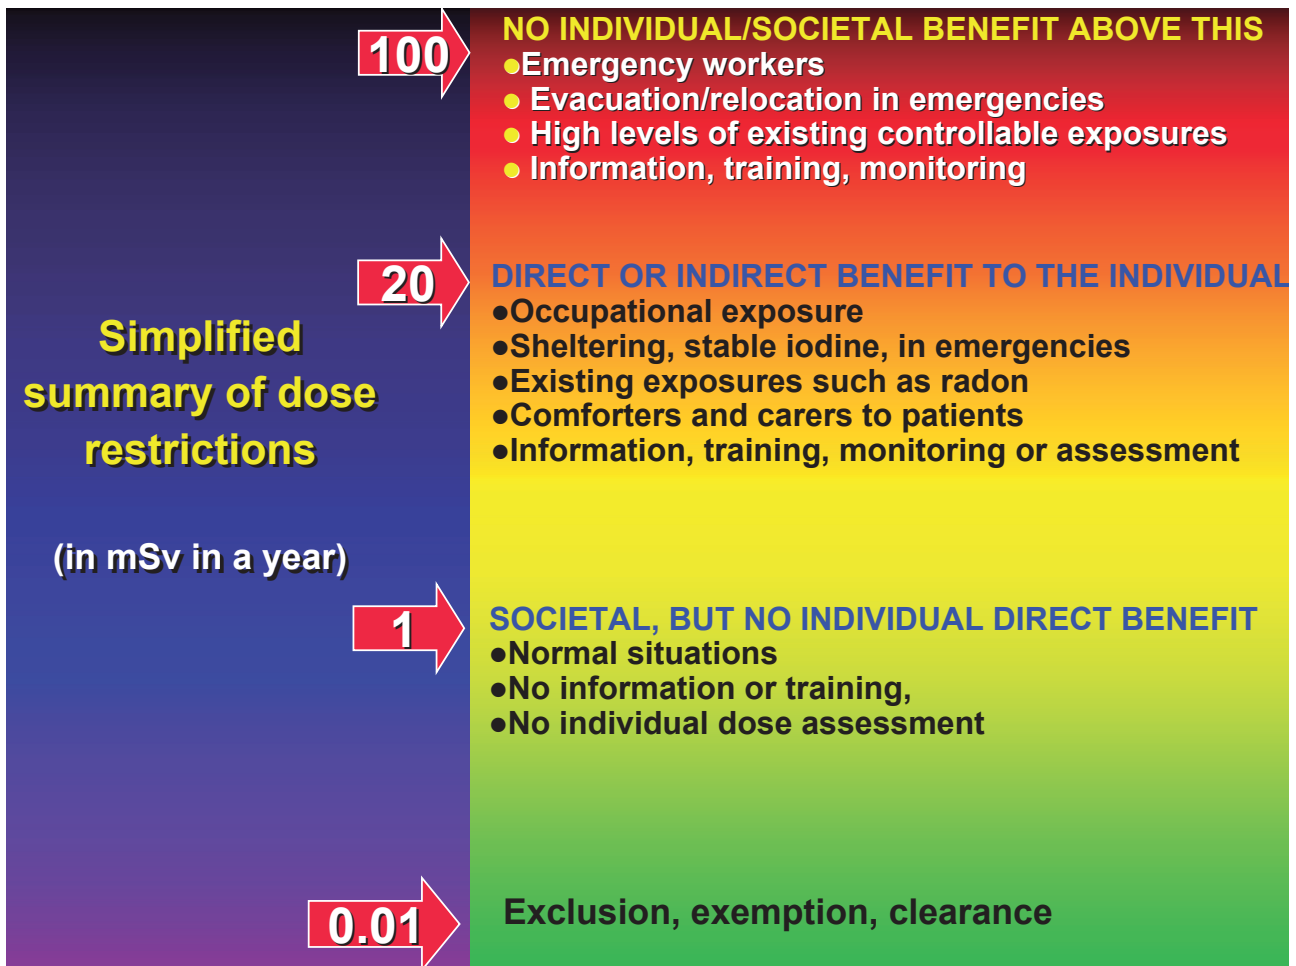 100
NO INDIVIDUAL/SOCIETAL BENEFIT ABOVE THIS
●Emergency workers
● Evacuation/relocation in emergencies
● High levels of existing controllable exposures
● Information, training, monitoring
20
DIRECT OR INDIRECT BENEFIT TO THE INDIVIDUAL
●Occupational exposure
●Sheltering, stable iodine, in emergencies
●Existing exposures such as radon
●Comforters and carers to patients
●Information, training, monitoring or assessment
Simplified
summary of dose
restrictions
(in mSv in a year)
1
SOCIETAL, BUT NO INDIVIDUAL DIRECT BENEFIT
●Normal situations
●No information or training,
●No individual dose assessment
0.01
Exclusion, exemption, clearance